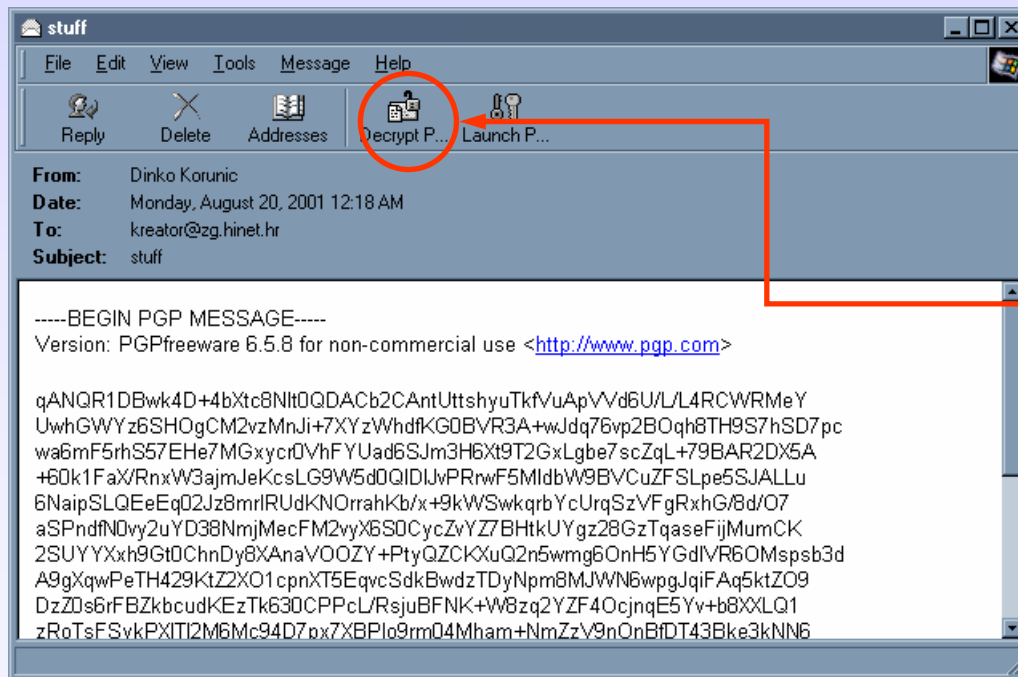 stuff
File Edit View Tools Message Help
Reply Delete Addresses Decrypt P... Launch P...
From: Dinko Korunic
Date: Monday, August 20, 2001 12:18 AM
To: kreator@zg.hinet.hr
Subject: stuff
-----BEGIN PGP MESSAGE-----
Version: PGPfreeware 6.5.8 for non-commercial use <http://www.pgp.com>
qANQR1DBwk4D+4bXtc8NIt0QDACb2CAntUttshyuTkfVuApVVd6U/L/L4RCWRMeY
UwhGWYz6SHOgCM2vzMnJi+7XYzWhdfKG0BVR3A+wJdq76vp2BOqh8TH9S7hSD7pc
wa6mF5rhS57EHe7MGxycr0VhFYUad6SJm3H6Xt9T2GxLgbe7scZqL+79BAR2DX5A
+60k1FaX/RnxW3ajmJeKcsLG9W5d0QIDIJvPRrwF5MIdbW9BVCuZFSLpe5SJALLu
6NaipSLQEeEq02Jz8mrIRUdKNOrrahKb/x+9kWSwkqrbYcUrqSzVFgRxhG/8d/O7
aSPndfN0vy2uYD38NmjMecFM2vyX6S0CycZvYZ7BHtkUYgz28GzTqaseFijMumCK
2SUYYXxh9Gt0ChnDy8XAnaVOOZY+PtyQZCKXuQ2n5wmg6OnH5YGdIVR6OMspsb3d
A9gXqwPeTH429KtZ2XO1cpnXT5EqvcSdkBwdzTDyNpm8MJWN6wpgJqiFAq5ktZO9
DzZ0s6rFBZkbcudKEzTk630CPPcL/RsjuBFNK+W8zq2YZF4OcjnqE5Yv+b8XXLQ1
zRoTsFSykPXITl2M6Mc94D7px7XBPlo9rm04Mham+NmZzV9nOnBfDT43Bke3kNN6